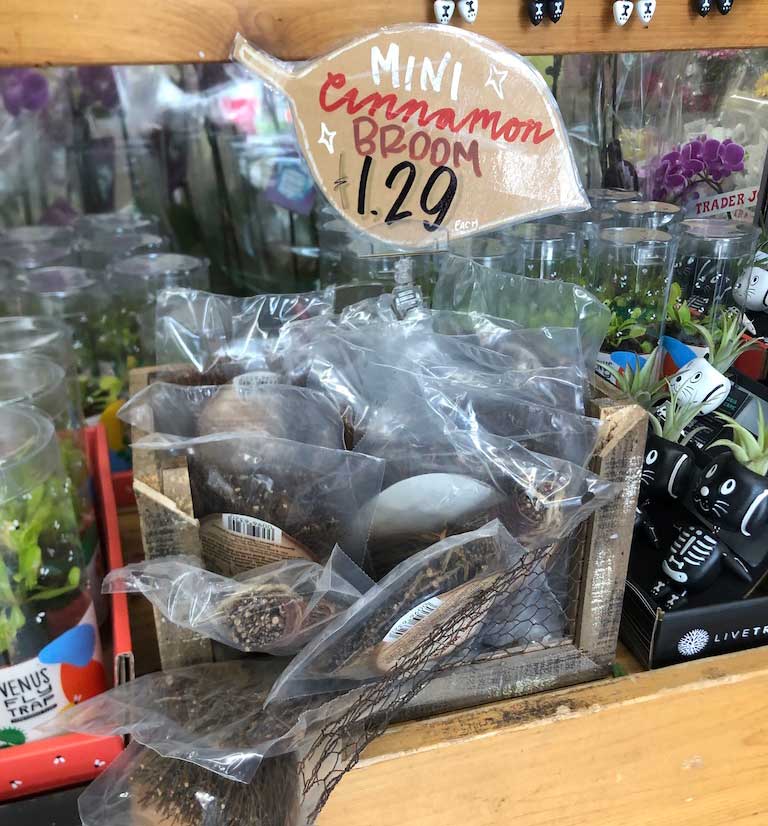 MINI
Cinnamon
BROOM
$1.29
EACH
TRADER J
VENUS
FLY
TRAP
LIVETR